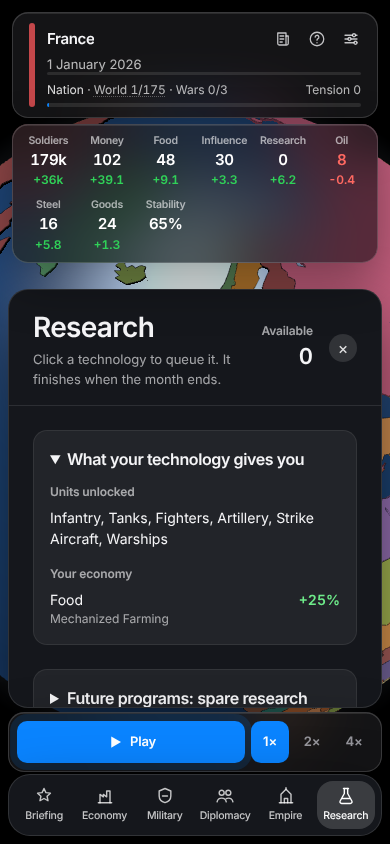 France
1 January 2026
Nation · World 1/175 · Wars 0/3
Tension 0
Soldiers Money Food Influence Research Oil
179k 102 48 30 0 8
+36k +39.1 +9.1 +3.3 +6.2 -0.4
Steel Goods Stability
16 24 65%
+5.8 +1.3
Research
Available
0
×
Click a technology to queue it. It
finishes when the month ends.
▼ What your technology gives you
Units unlocked
Infantry, Tanks, Fighters, Artillery, Strike
Aircraft, Warships
Your economy
Food +25%
Mechanized Farming
▶ Future programs: spare research
▶ Play 1× 2× 4×
Briefing Economy Military Diplomacy Empire Research